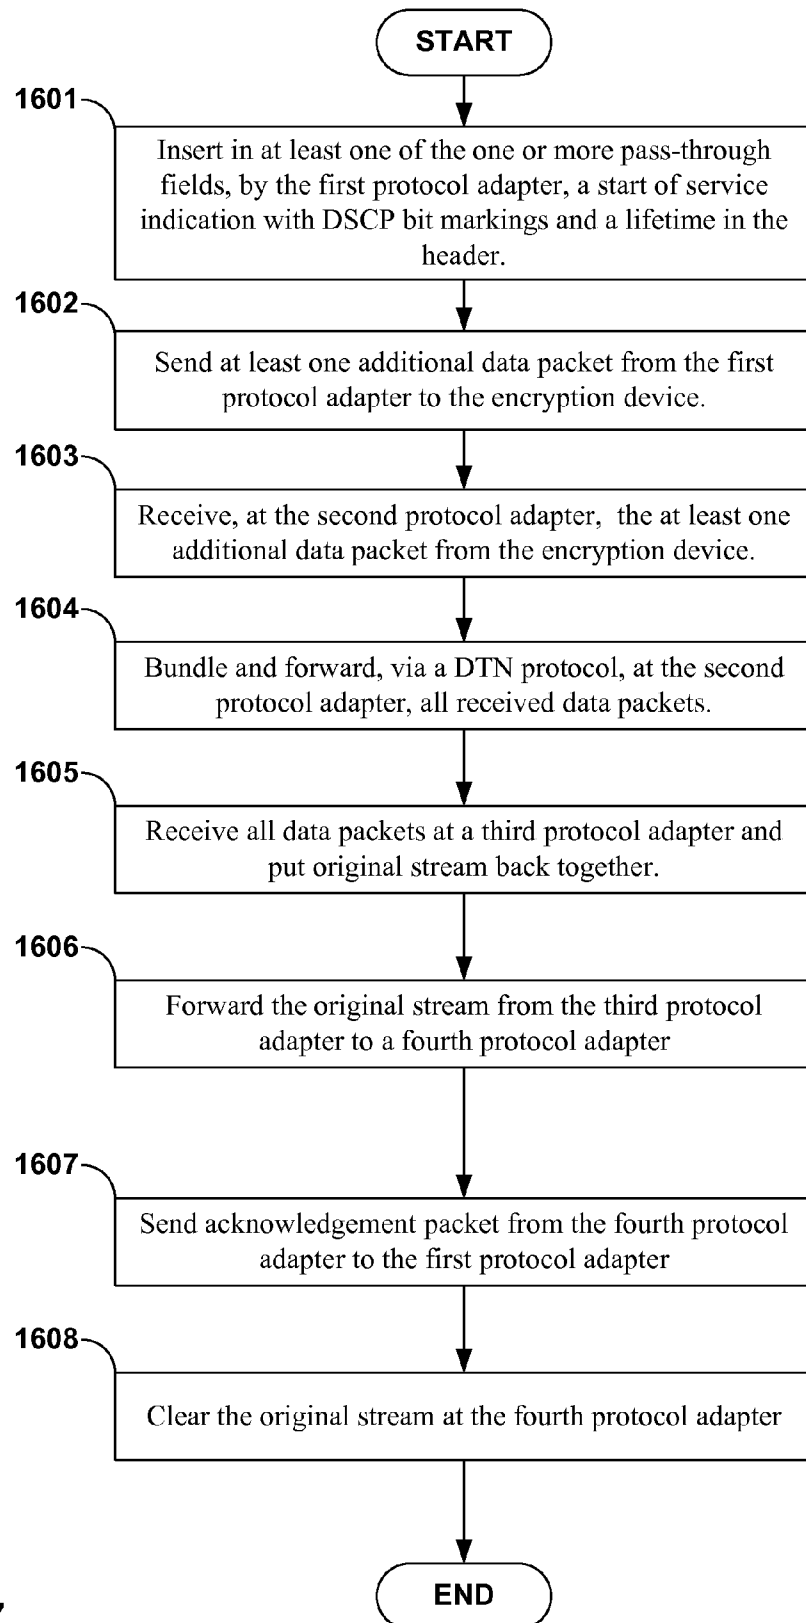 START
1601
Insert in at least one of the one or more pass-through
fields, by the first protocol adapter, a start of service
indication with DSCP bit markings and a lifetime in the
header.
1602
Send at least one additional data packet from the first
protocol adapter to the encryption device.
1603
Receive, at the second protocol adapter, the at least one
additional data packet from the encryption device.
1604
Bundle and forward, via a DTN protocol, at the second
protocol adapter, all received data packets.
1605
Receive all data packets at a third protocol adapter and
put original stream back together.
1606
Forward the original stream from the third protocol
adapter to a fourth protocol adapter
1607
Send acknowledgement packet from the fourth protocol
adapter to the first protocol adapter
1608
Clear the original stream at the fourth protocol adapter
END